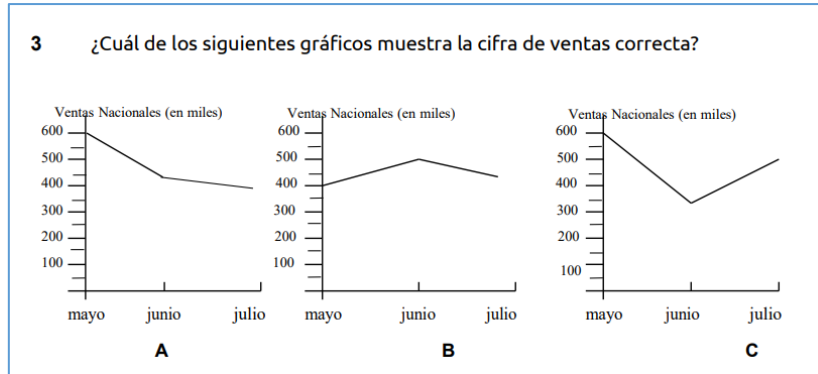 3 ¿Cuál de los siguientes gráficos muestra la cifra de ventas correcta?
Ventas Nacionales (en miles)
600
500
400
300
200
100
mayo junio julio
A
Ventas Nacionales (en miles)
600
500
400
300
200
100
mayo junio julio
B
Ventas Nacionales (en miles)
600
500
400
300
200
100
mayo junio julio
C